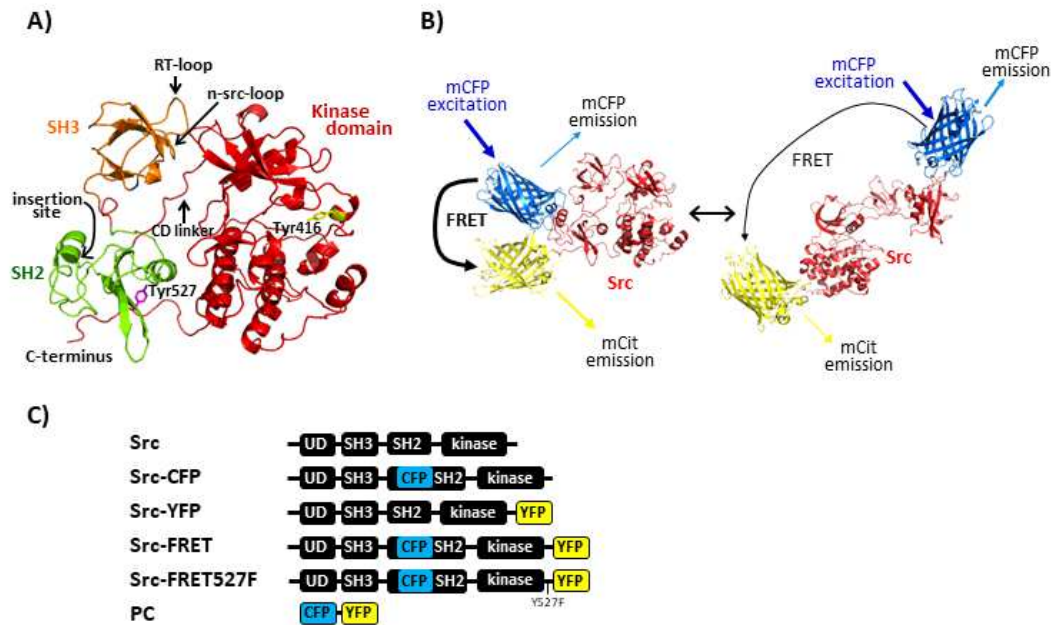 A)
RT-loop
n-src-loop
SH3
Kinase
domain
insertion
site
CD linker
Tyr416
SH2
Tyr527
C-terminus
B)
mCFP
excitation
mCFP
emission
FRET
Src
mCit
emission
mCFP
excitation
mCFP
emission
FRET
Src
mCit
emission
C)
Src UD SH3 SH2 kinase
Src-CFP UD SH3 CFP SH2 kinase
Src-YFP UD SH3 SH2 kinase YFP
Src-FRET UD SH3 CFP SH2 kinase YFP
Src-FRET527F UD SH3 CFP SH2 kinase YFP
Y527F
PC CFP YFP